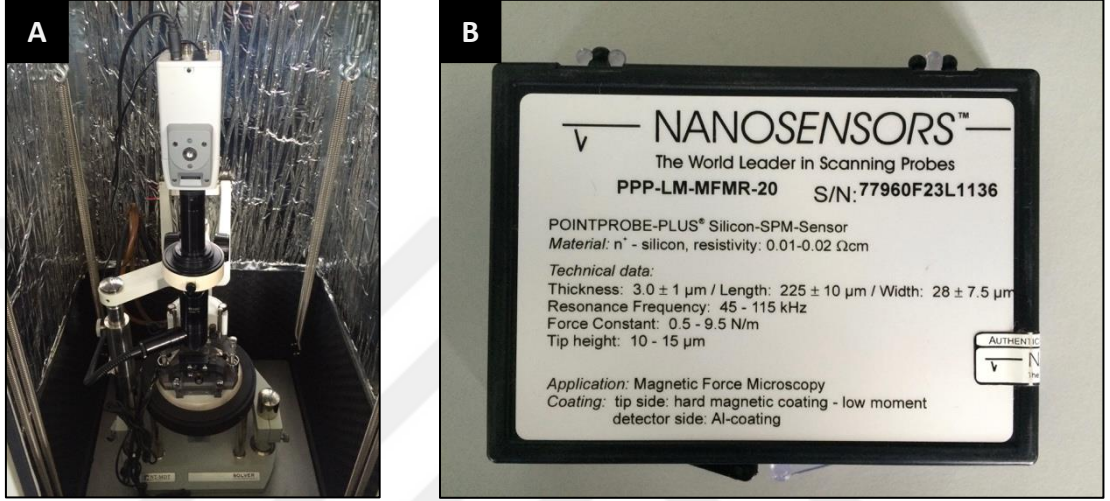 A
SOLVER
B
NANOSENSORS™
The World Leader in Scanning Probes
PPP-LM-MFMR-20 S/N: 77960F23L1136
POINTPROBE-PLUS® Silicon-SPM-Sensor
Material: n⁺ - silicon, resistivity: 0.01-0.02 Ωcm
Technical data:
Thickness: 3.0 ± 1 µm / Length: 225 ± 10 µm / Width: 28 ± 7.5 µm
Resonance Frequency: 45 - 115 kHz
Force Constant: 0.5 - 9.5 N/m
Tip height: 10 - 15 µm
AUTHENTIC
N
The
Application: Magnetic Force Microscopy
Coating: tip side: hard magnetic coating - low moment
detector side: Al-coating